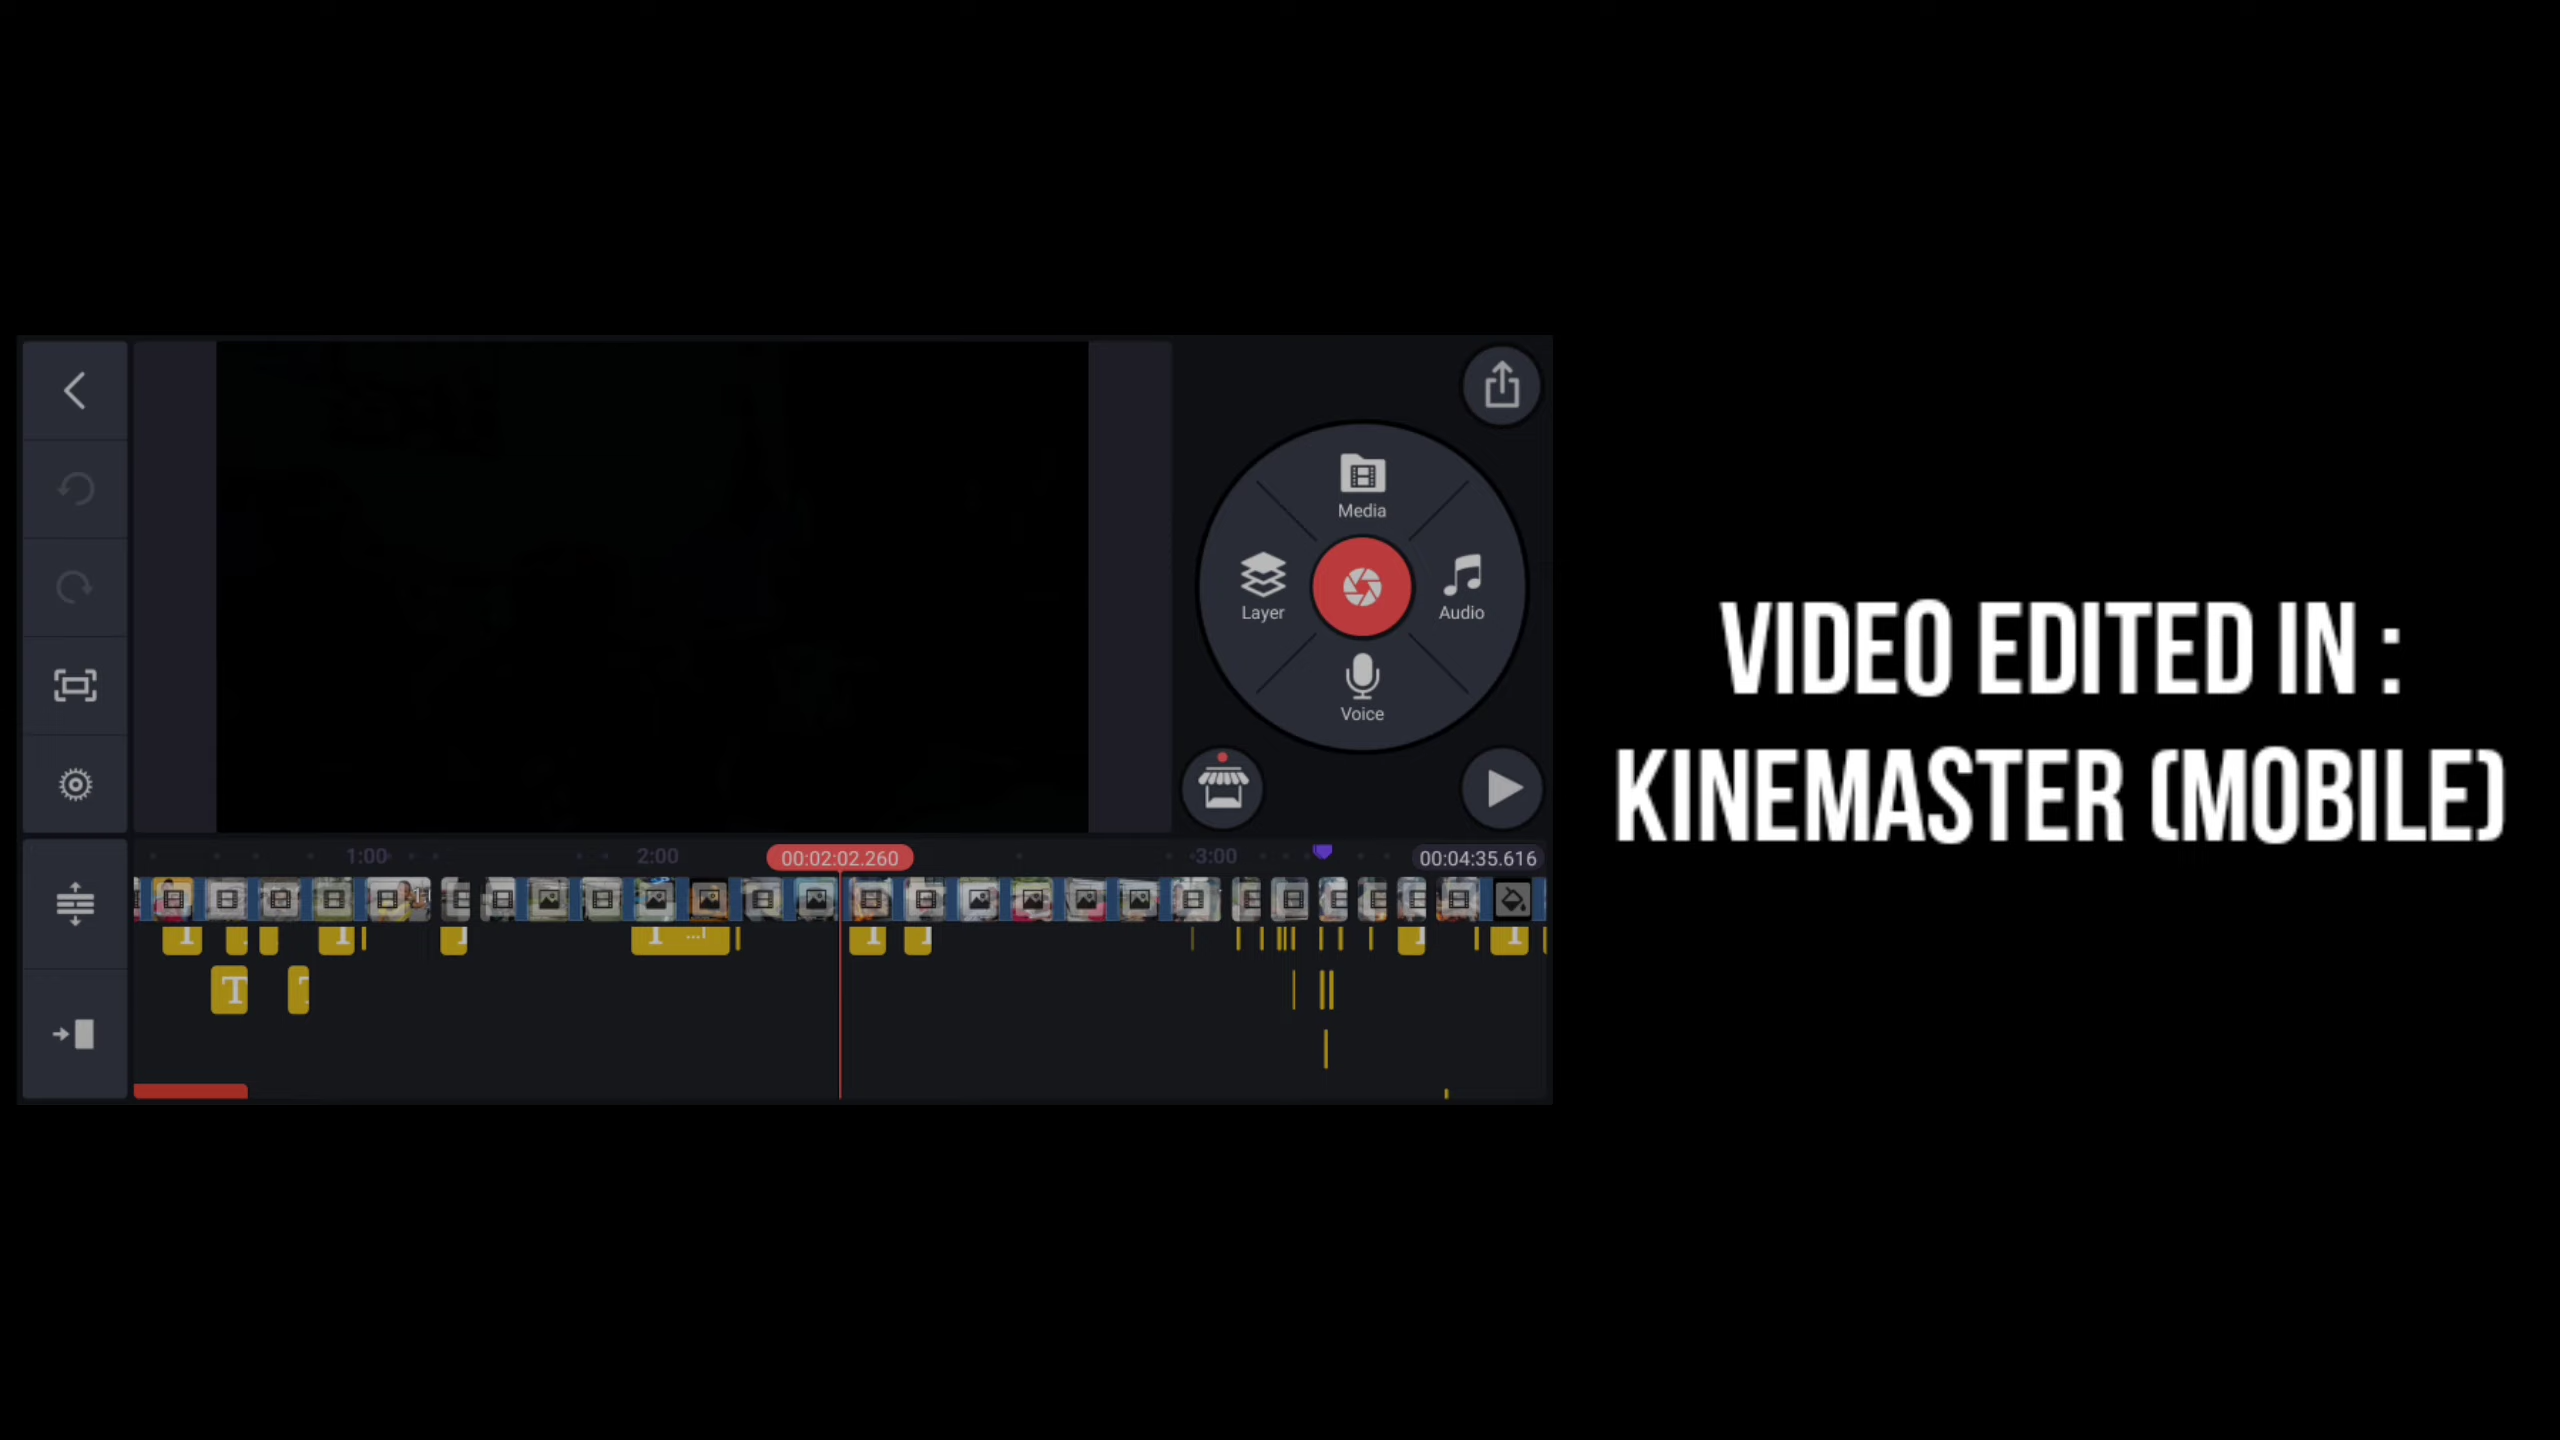 Media
Layer
Audio
Voice
1:00
2:00
00:02:02.260
3:00
00:04:35.616
T
VIDEO EDITED IN :
KINEMASTER (MOBILE)